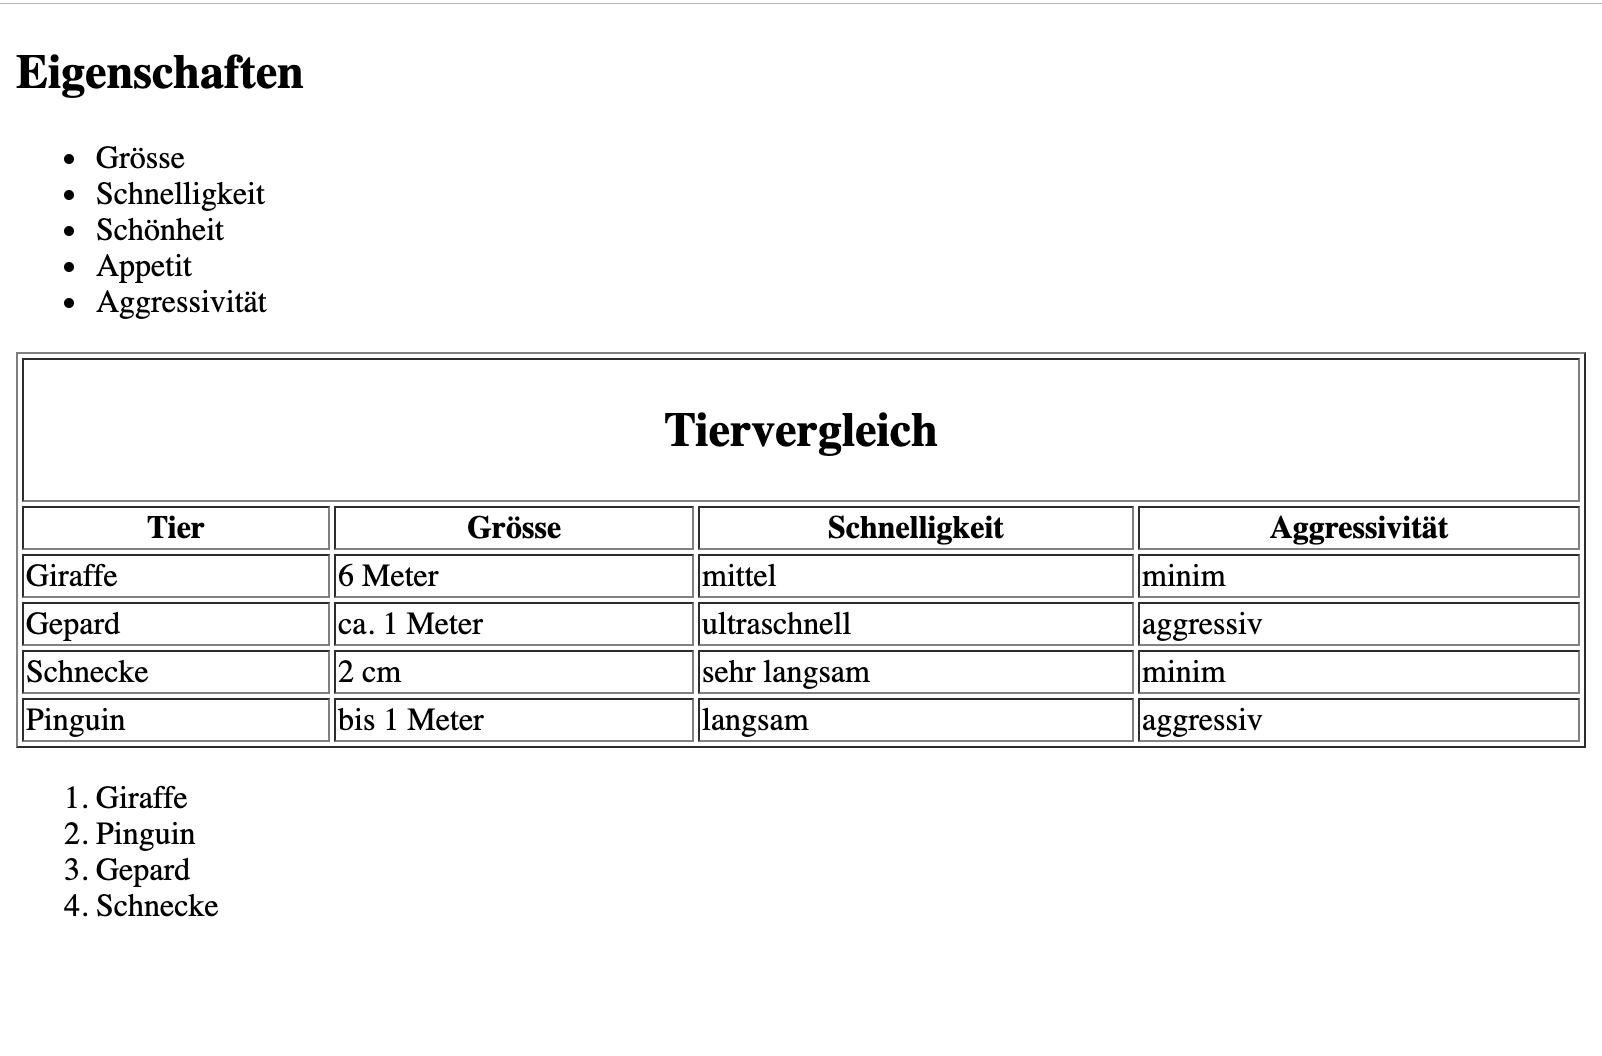 Eigenschaften
• Grösse
• Schnelligkeit
• Schönheit
• Appetit
• Aggressivität
Tiervergleich
Tier Grösse Schnelligkeit Aggressivität
Giraffe 6 Meter mittel minim
Gepard ca. 1 Meter ultraschnell aggressiv
Schnecke 2 cm sehr langsam minim
Pinguin bis 1 Meter langsam aggressiv
1. Giraffe
2. Pinguin
3. Gepard
4. Schnecke